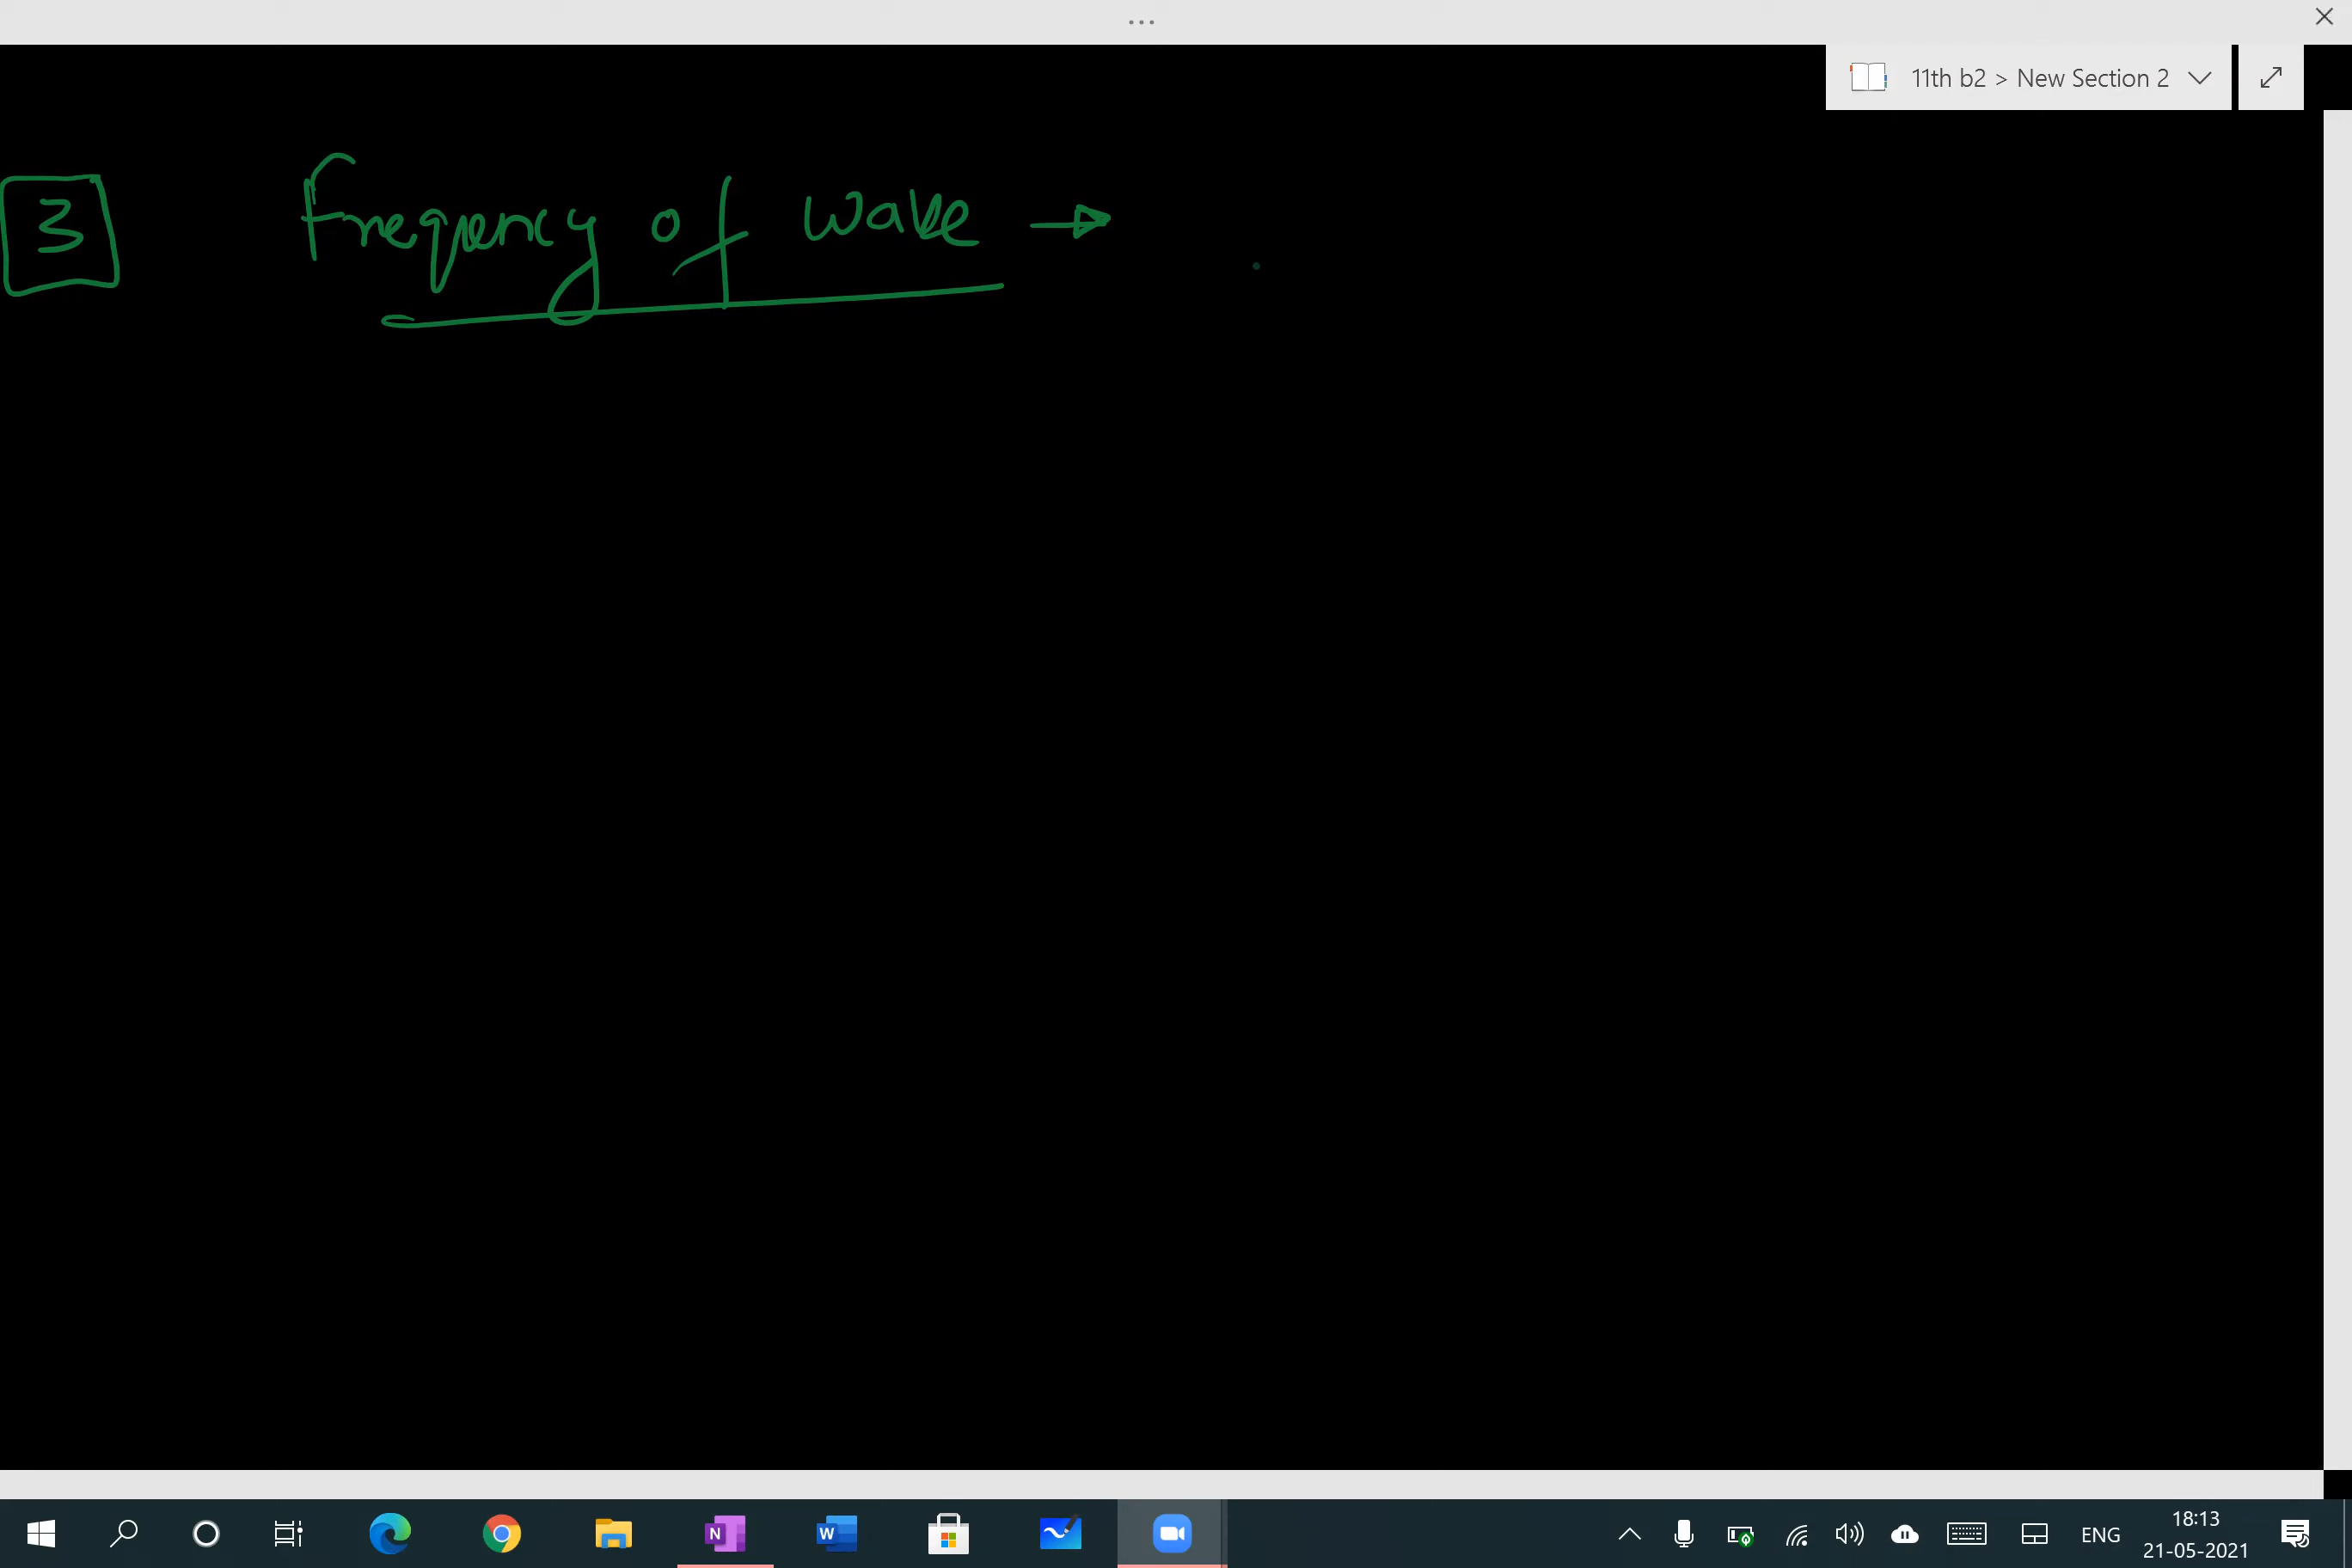 11th b2 > New Section 2
3 Frequency of wave →
ENG
18:13
21-05-2021